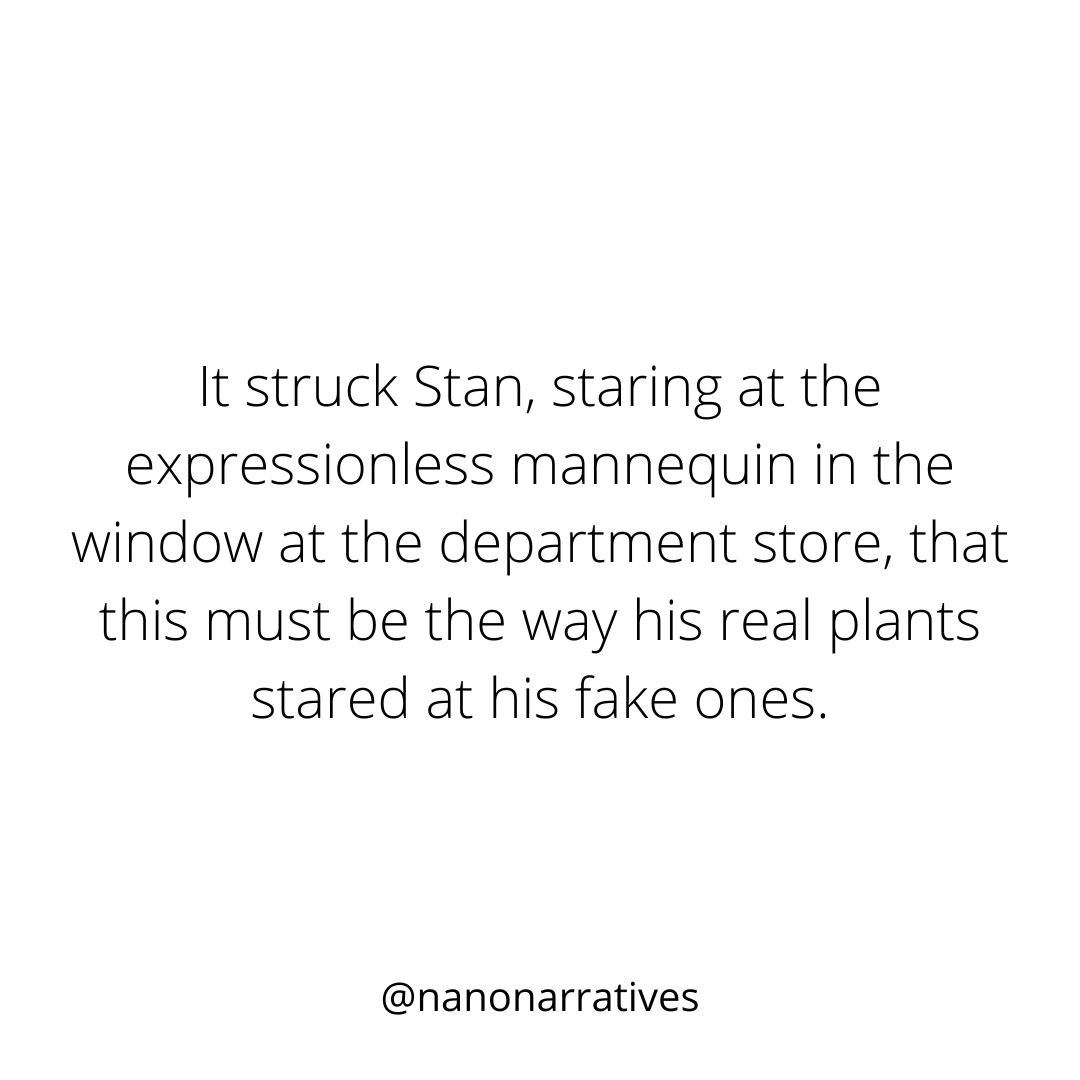 It struck Stan, staring at the
expressionless mannequin in the
window at the department store, that
this must be the way his real plants
stared at his fake ones.
@nanonarratives